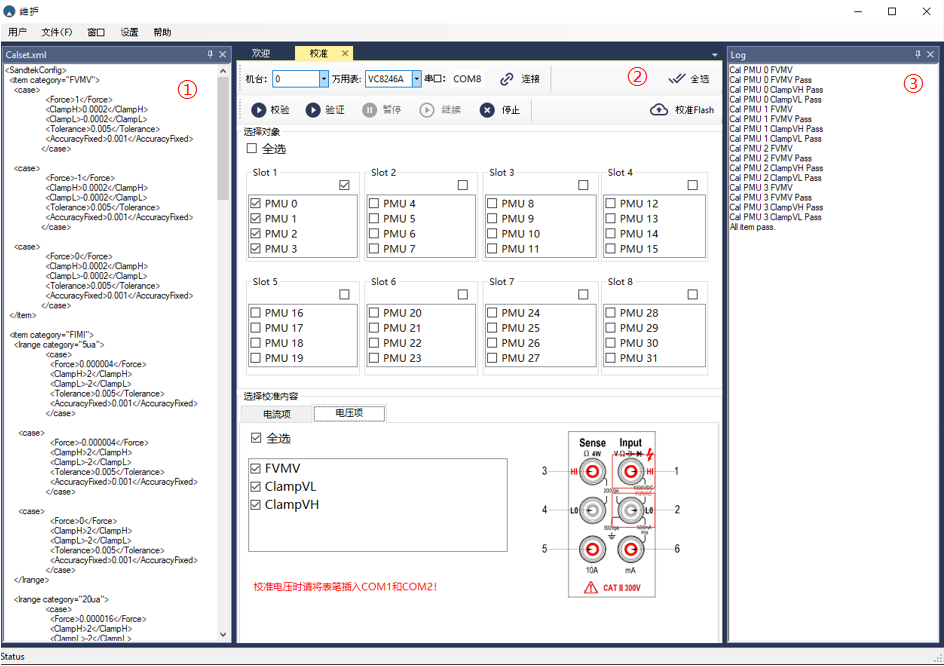 维护
用户 文件(F) 窗口 设置 帮助
Calset.xml
①
<SandtekConfig>
<item category="FVMV">
<case>
<Force>1</Force>
<ClampH>0.0002</ClampH>
<ClampL>-0.0002</ClampL>
<Tolerance>0.005</Tolerance>
<AccuracyFixed>0.001</AccuracyFixed>
</case>
<case>
<Force>-1</Force>
<ClampH>0.0002</ClampH>
<ClampL>-0.0002</ClampL>
<Tolerance>0.005</Tolerance>
<AccuracyFixed>0.001</AccuracyFixed>
</case>
<case>
<Force>0</Force>
<ClampH>0.0002</ClampH>
<ClampL>-0.0002</ClampL>
<Tolerance>0.005</Tolerance>
<AccuracyFixed>0.001</AccuracyFixed>
</case>
</item>
<item category="FIMI">
<Irange category="5ua">
<case>
<Force>0.000004</Force>
<ClampH>2</ClampH>
<ClampL>-2</ClampL>
<Tolerance>0.005</Tolerance>
<AccuracyFixed>0.001</AccuracyFixed>
</case>
<case>
<Force>-0.000004</Force>
<ClampH>2</ClampH>
<ClampL>-2</ClampL>
<Tolerance>0.005</Tolerance>
<AccuracyFixed>0.001</AccuracyFixed>
</case>
<case>
<Force>0</Force>
<ClampH>2</ClampH>
<ClampL>-2</ClampL>
<Tolerance>0.005</Tolerance>
<AccuracyFixed>0.001</AccuracyFixed>
</case>
</Irange>
<Irange category="20ua">
<case>
<Force>0.000016</Force>
<ClampH>2</ClampH>
<ClampL>-2</ClampL>
欢迎 校准
机台: 0 万用表: VC8246A 串口: COM8 连接 ② 全选
校验 验证 暂停 继续 停止 校准Flash
选择对象
全选
Slot 1 Slot 2 Slot 3 Slot 4
PMU 0 PMU 4 PMU 8 PMU 12
PMU 1 PMU 5 PMU 9 PMU 13
PMU 2 PMU 6 PMU 10 PMU 14
PMU 3 PMU 7 PMU 11 PMU 15
Slot 5 Slot 6 Slot 7 Slot 8
PMU 16 PMU 20 PMU 24 PMU 28
PMU 17 PMU 21 PMU 25 PMU 29
PMU 18 PMU 22 PMU 26 PMU 30
PMU 19 PMU 23 PMU 27 PMU 31
选择校准内容
电流项 电压项
全选
FVMV
ClampVL
ClampVH
校准电压时请将表笔插入COM1和COM2!
Sense Input
Ω 4W VΩ
3 HI HI 1
200Vpk 1000VDC
4 LO LO 2
500Vpk 500mA
5 6
10A mA
CAT II 300V
Log
③
Cal PMU 0 FVMV
Cal PMU 0 FVMV Pass
Cal PMU 0 ClampVH Pass
Cal PMU 0 ClampVL Pass
Cal PMU 1 FVMV
Cal PMU 1 FVMV Pass
Cal PMU 1 ClampVH Pass
Cal PMU 1 ClampVL Pass
Cal PMU 2 FVMV
Cal PMU 2 FVMV Pass
Cal PMU 2 ClampVH Pass
Cal PMU 2 ClampVL Pass
Cal PMU 3 FVMV
Cal PMU 3 FVMV Pass
Cal PMU 3 ClampVH Pass
Cal PMU 3 ClampVL Pass
All item pass.
Status